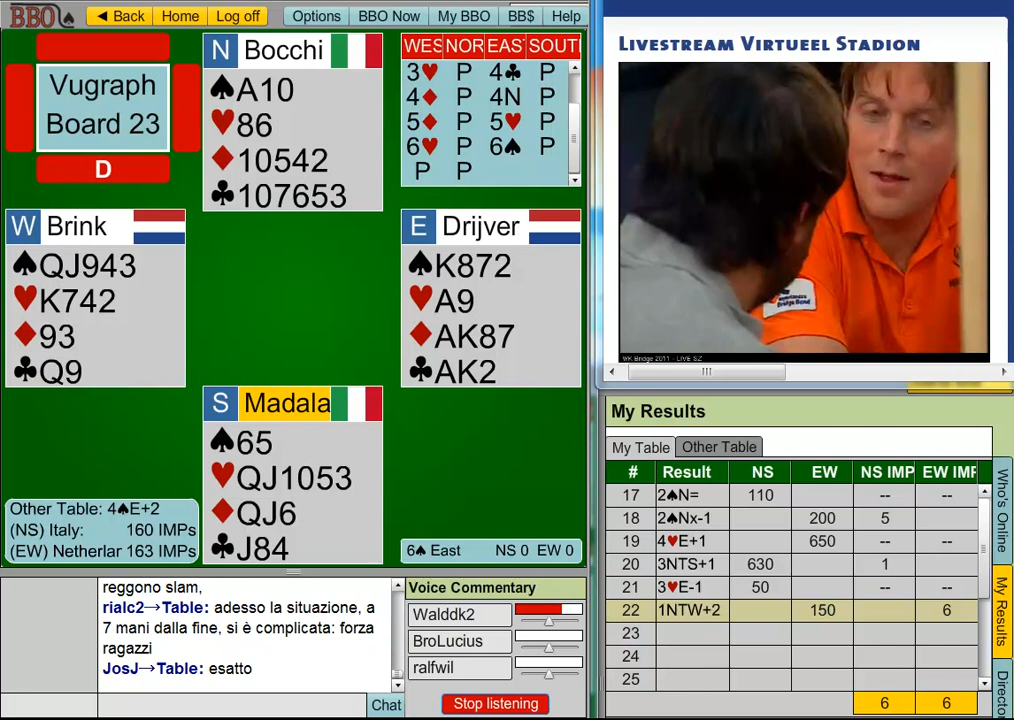 BBO ◄ Back Home Log off Options BBO Now My BBO BB$ Help
Vugraph
Board 23
D
N Bocchi
♠A10
♥86
♦10542
♣107653
WES NOR EAS SOUT
3♥ P 4♣ P
4♦ P 4N P
5♦ P 5♥ P
6♥ P 6♠ P
P P
W Brink
♠QJ943
♥K742
♦93
♣Q9
E Drijver
♠K872
♥A9
♦AK87
♣AK2
S Madala
♠65
♥QJ1053
♦QJ6
♣J84
Other Table: 4♠E+2
(NS) Italy: 160 IMPs
(EW) Netherlar 163 IMPs
6♠ East NS 0 EW 0
reggono slam,
rialc2→Table: adesso la situazione, a
7 mani dalla fine, si è complicata: forza
ragazzi
JosJ→Table: esatto
Chat
Voice Commentary
Walddk2
BroLucius
ralfwil
Stop listening
Livestream Virtueel Stadion
WK Bridge 2011 - LIVE SZ
My Results
My Table Other Table
# Result NS EW NS IMP EW IMF
17 2♠N= 110 -- --
18 2♠Nx-1 200 5
19 4♥E+1 650 -- --
20 3NTS+1 630 1
21 3♥E-1 50 -- --
22 1NTW+2 150 6
23
24
25
6 6
Who's Online
My Results
Director